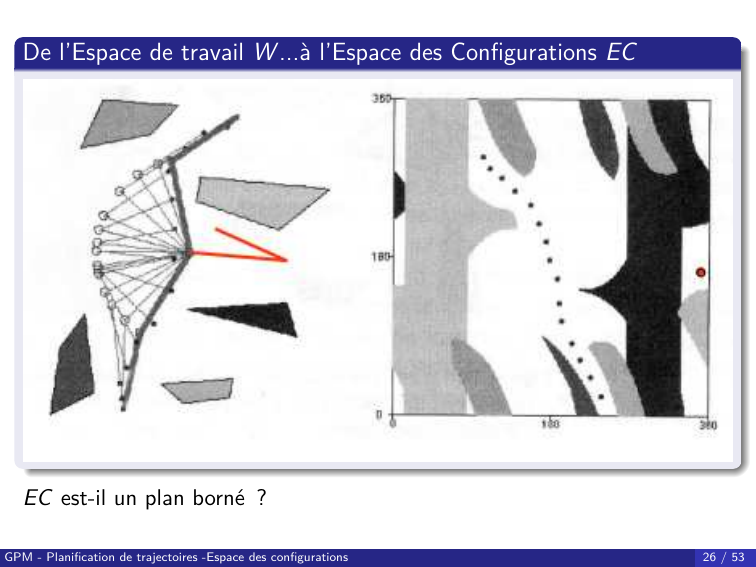 De l'Espace de travail W...à l'Espace des Configurations EC
360
180
0
0
180
360
EC est-il un plan borné ?
GPM - Planification de trajectoires -Espace des configurations
26 / 53